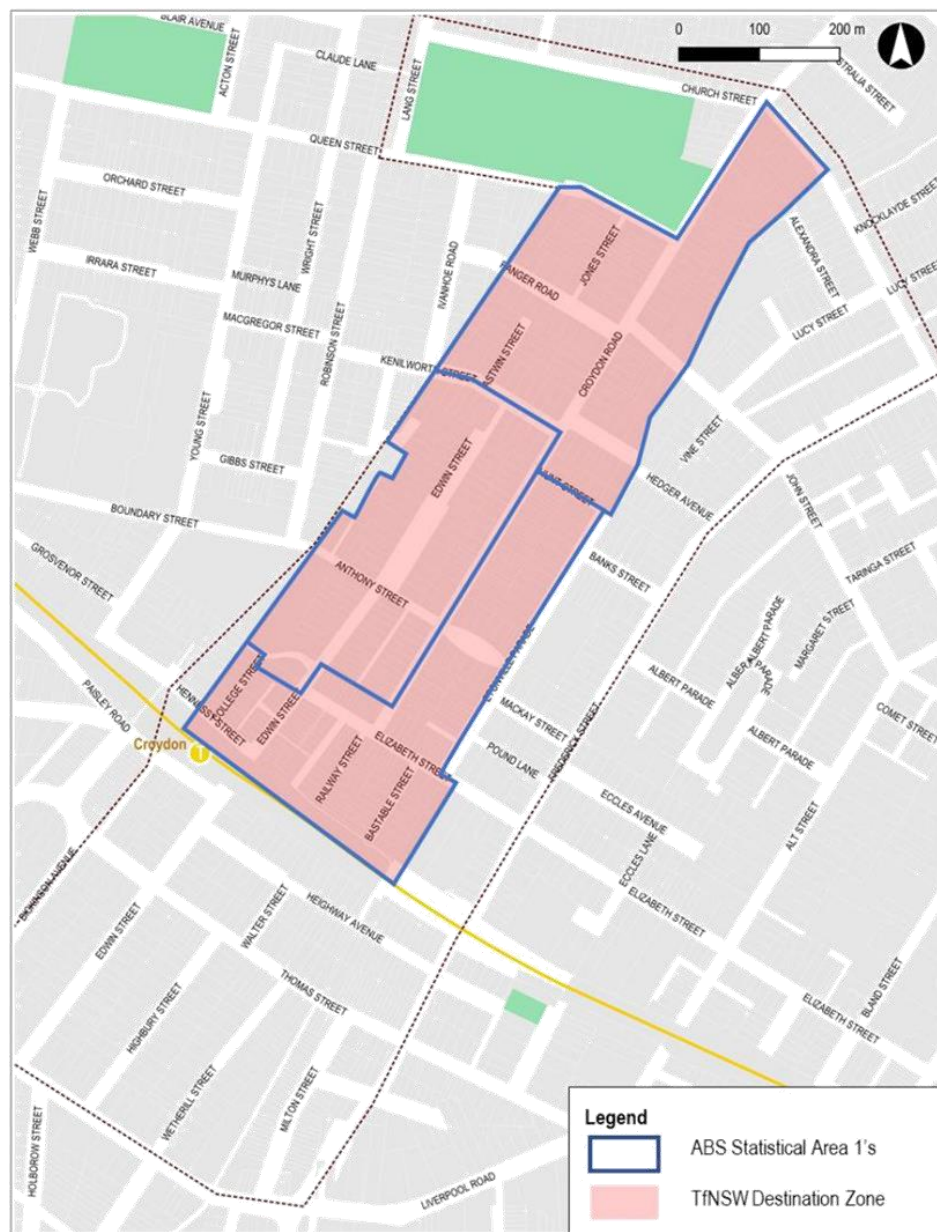 BLAIR AVENUE
ACTON STREET
CLAUDE LANE
LANG STREET
0 100 200 m
CHURCH STREET
STRALIA STREET
QUEEN STREET
ORCHARD STREET
WEBB STREET
WRIGHT STREET
IRRARA STREET
MURPHYS LANE
IVANHOE ROAD
JONES STREET
ALEXANDRA STREET
KNOCKLAYDE STREET
LUCY STREET
LUCY STREET
MACGREGOR STREET
ROBINSON STREET
KENILWORTH STREET
CROYDON ROAD
YOUNG STREET
GIBBS STREET
EDWIN STREET
VINE STREET
HEDGER AVENUE
JOHN STREET
BOUNDARY STREET
GROSVENOR STREET
ANTHONY STREET
BANKS STREET
TARINGA STREET
MARGARET STREET
ALBERT PARADE
ALBERT PARADE
COLLEGE STREET
HENNESSY STREET
EDWIN STREET
PAISLEY ROAD
Croydon
T
MACKAY STREET
POUND LANE
FREDERICK STREET
ALBERT PARADE
COMET STREET
ELIZABETH STREET
RAILWAY STREET
BASTABLE STREET
ECCLES AVENUE
ECCLES LANE
ALT STREET
ELIZABETH STREET
EDWIN STREET
WALTER STREET
HEIGHWAY AVENUE
THOMAS STREET
HIGHBURY STREET
WETHERILL STREET
MILTON STREET
BLAND STREET
ELIZABETH STREET
HOLBOROW STREET
LIVERPOOL ROAD
Legend
ABS Statistical Area 1's
TfNSW Destination Zone